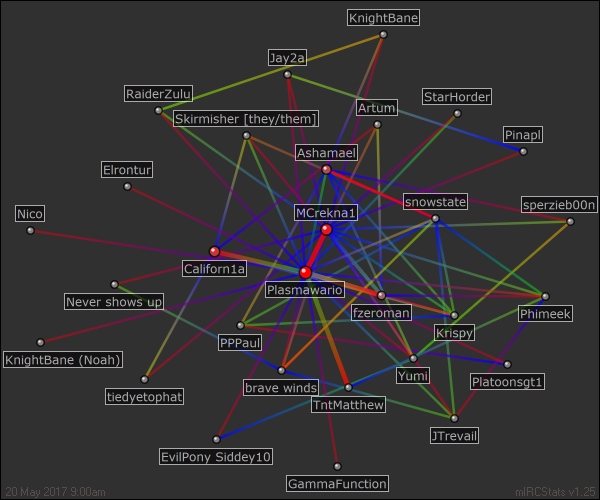 KnightBane
Jay2a
RaiderZulu
StarHorder
Artum
Skirmisher [they/them]
Pinapl
Ashamael
Elrontur
snowstate
sperzieb00n
Nico
MCrekna1
Californ1a
Plasmawario
Never shows up
fzeroman
Phimeek
Krispy
PPPaul
KnightBane (Noah)
Yumi
Platoonsgt1
brave winds
tiedyetophat
TntMatthew
JTrevail
EvilPony Siddey10
GammaFunction
20 May 2017 9:00am
mIRCStats v1.25